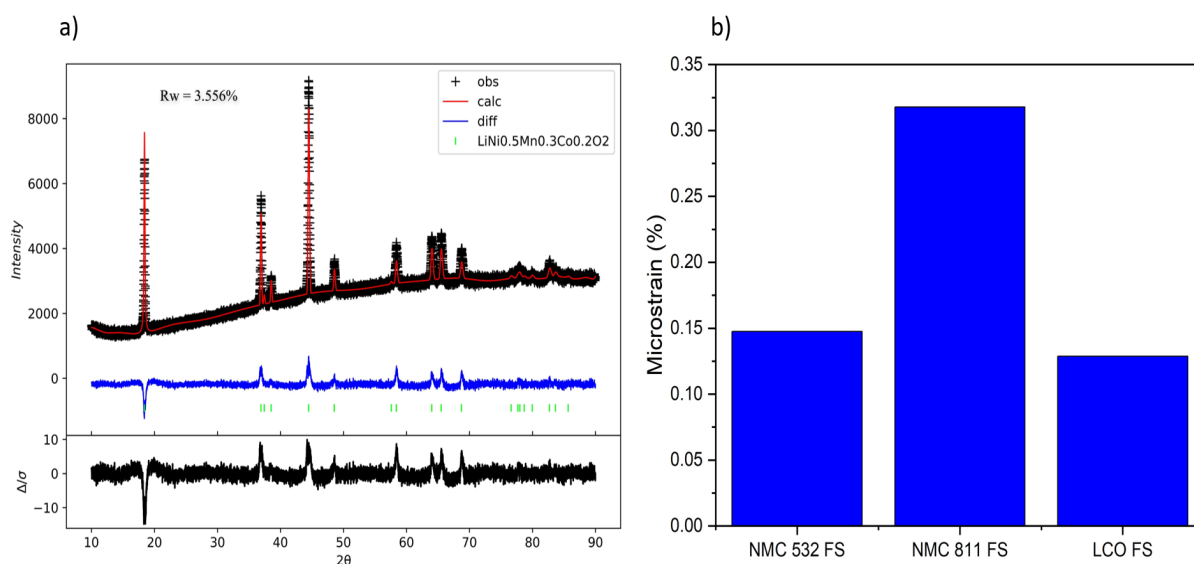 a)
Rw = 3.556%
obs
calc
diff
LiNi0.5Mn0.3Co0.2O2
Intensity
8000
6000
4000
2000
0
Δ/σ
10
0
−10
10 20 30 40 50 60 70 80 90
2θ
b)
Microstrain (%)
0.35
0.30
0.25
0.20
0.15
0.10
0.05
0.00
NMC 532 FS NMC 811 FS LCO FS